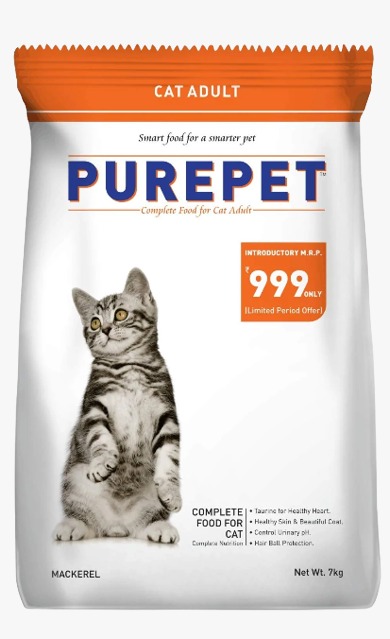 CAT ADULT
Smart food for a smarter pet
PUREPET™
Complete Food for Cat Adult
INTRODUCTORY M.R.P.
₹999 ONLY
(Limited Period Offer)
COMPLETE
FOOD FOR
CAT
Complete Nutrition
• Taurine for Healthy Heart.
• Healthy Skin & Beautiful Coat.
• Control Urinary pH.
• Hair Ball Protection.
MACKEREL
Net Wt. 7kg